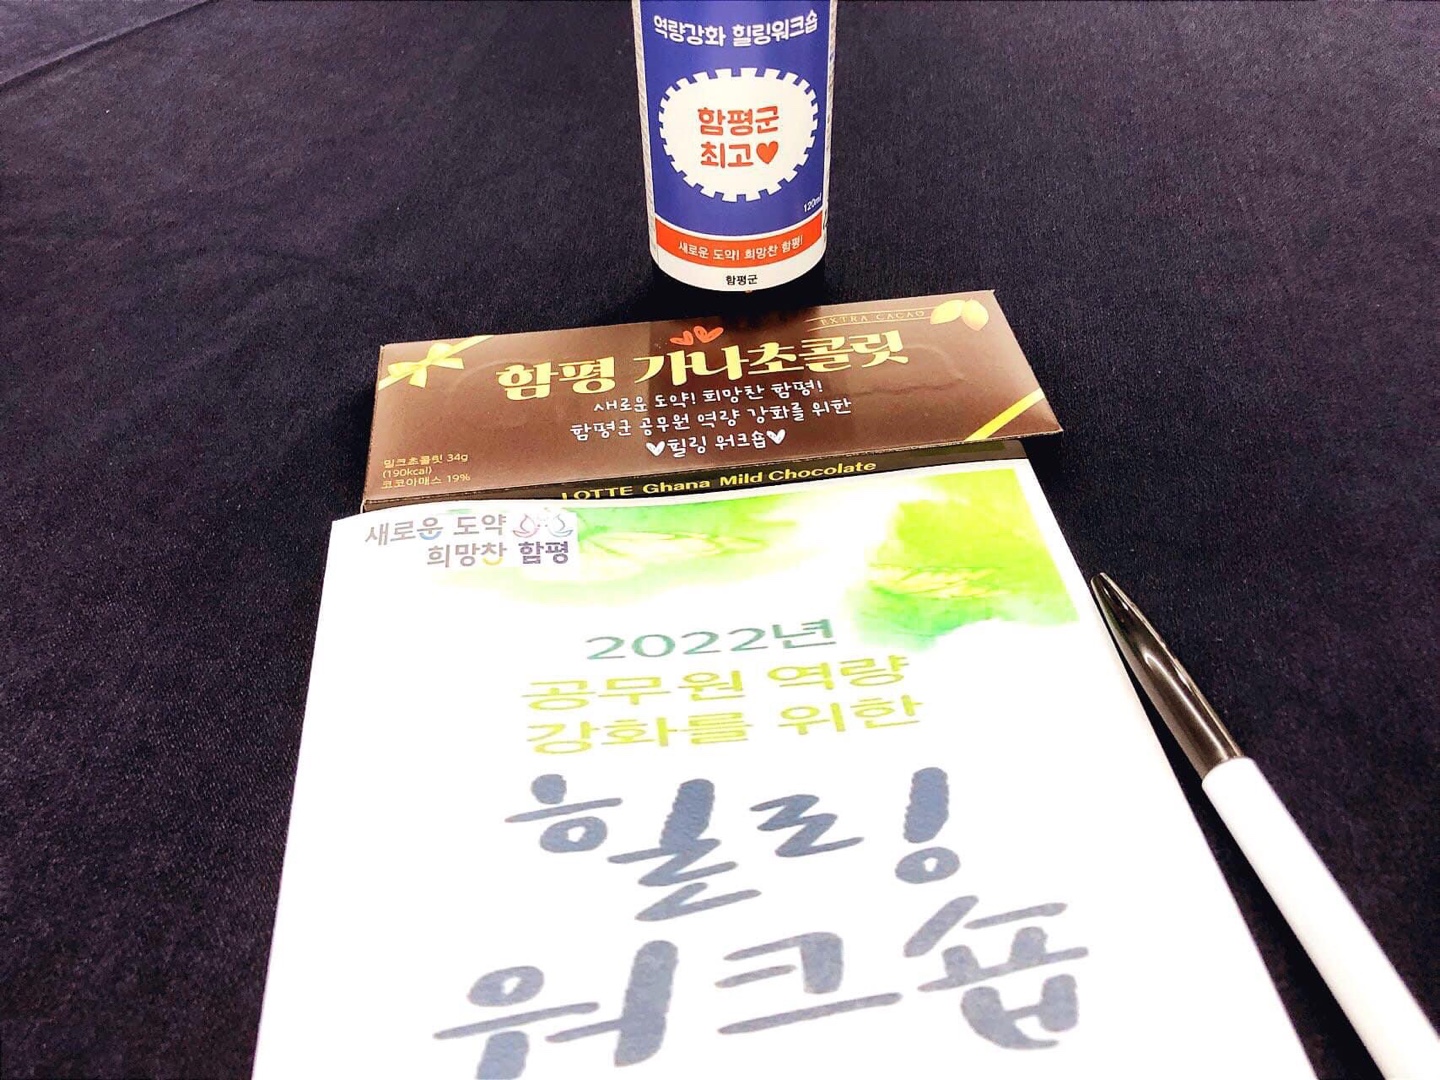 역량강화 힐링워크숍
함평군
최고♥
120ml
새로운 도약! 희망찬 함평!
함평군
EXTRA CACAO
함평 가나초콜릿
새로운 도약! 희망찬 함평!
함평군 공무원 역량 강화를 위한
♥힐링 워크숍♥
밀크초콜릿 34g
(190kcal)
코코아매스 19%
LOTTE Ghana Mild Chocolate
새로운 도약
희망찬 함평
2022년
공무원 역량
강화를 위한
힐링
워크숍